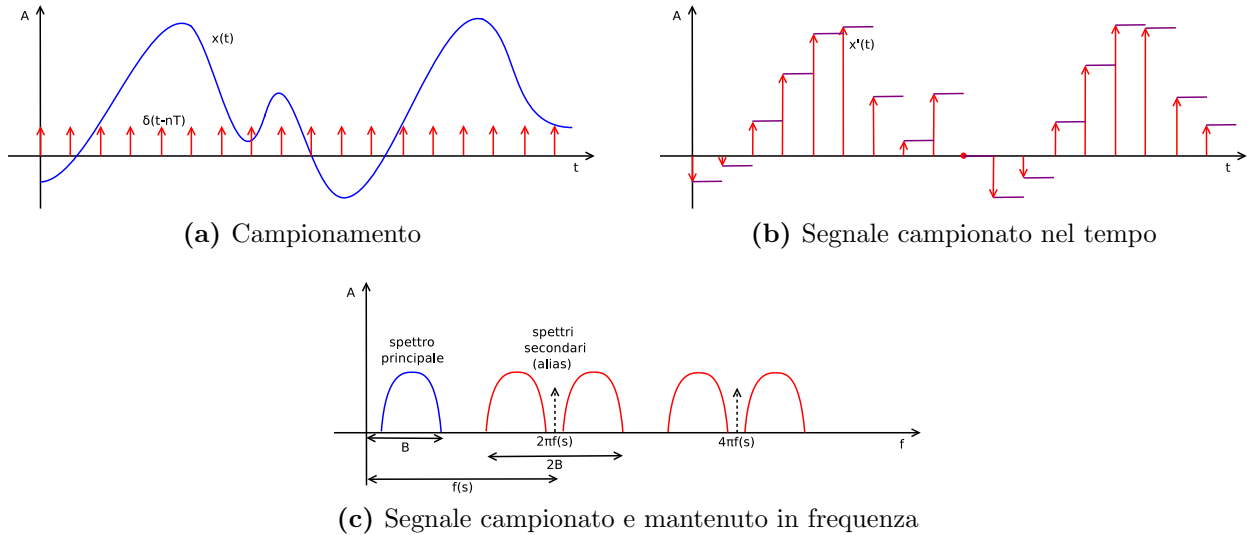 A
x(t)
δ(t-nT)
t
(a) Campionamento
A
x'(t)
t
(b) Segnale campionato nel tempo
A
spettro
principale
spettri
secondari
(alias)
B
2πf(s)
4πf(s)
f
2B
f(s)
(c) Segnale campionato e mantenuto in frequenza